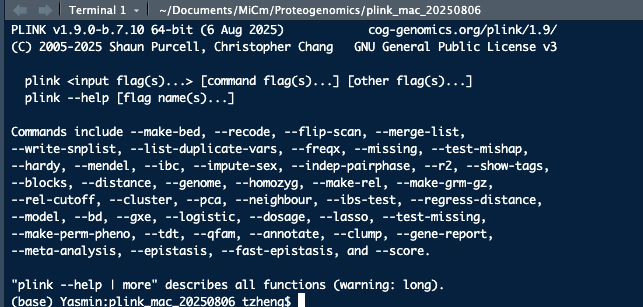 Terminal 1 ~/Documents/MiCm/Proteogenomics/plink_mac_20250806
PLINK v1.9.0-b.7.10 64-bit (6 Aug 2025) cog-genomics.org/plink/1.9/
(C) 2005-2025 Shaun Purcell, Christopher Chang GNU General Public License v3
plink <input flag(s)...> [command flag(s)...] [other flag(s)...]
plink --help [flag name(s)...]
Commands include --make-bed, --recode, --flip-scan, --merge-list,
--write-snplist, --list-duplicate-vars, --freqx, --missing, --test-mishap,
--hardy, --mendel, --ibc, --impute-sex, --indep-pairphase, --r2, --show-tags,
--blocks, --distance, --genome, --homozyg, --make-rel, --make-grm-gz,
--rel-cutoff, --cluster, --pca, --neighbour, --ibs-test, --regress-distance,
--model, --bd, --gxe, --logistic, --dosage, --lasso, --test-missing,
--make-perm-pheno, --tdt, --qfam, --annotate, --clump, --gene-report,
--meta-analysis, --epistasis, --fast-epistasis, and --score.
"plink --help | more" describes all functions (warning: long).
(base) Yasmin:plink_mac_20250806 tzheng$